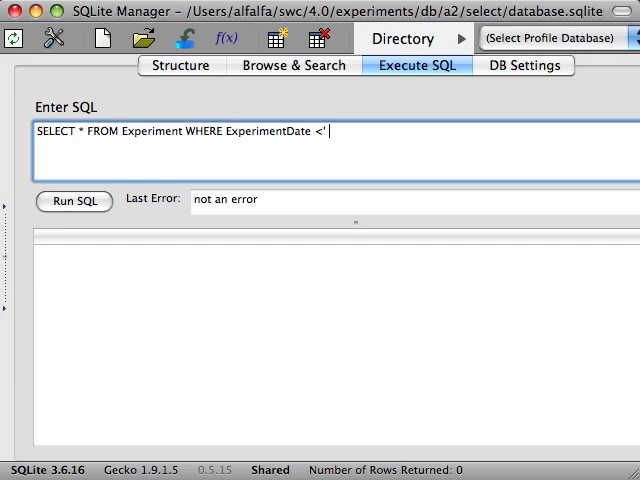 SQLite Manager – /Users/alfalfa/swc/4.0/experiments/db/a2/select/database.sqlite
f(x) Directory (Select Profile Database)
Structure Browse & Search Execute SQL DB Settings
Enter SQL
SELECT * FROM Experiment WHERE ExperimentDate <'
Run SQL Last Error: not an error
SQLite 3.6.16 Gecko 1.9.1.5 0.5.15 Shared Number of Rows Returned: 0